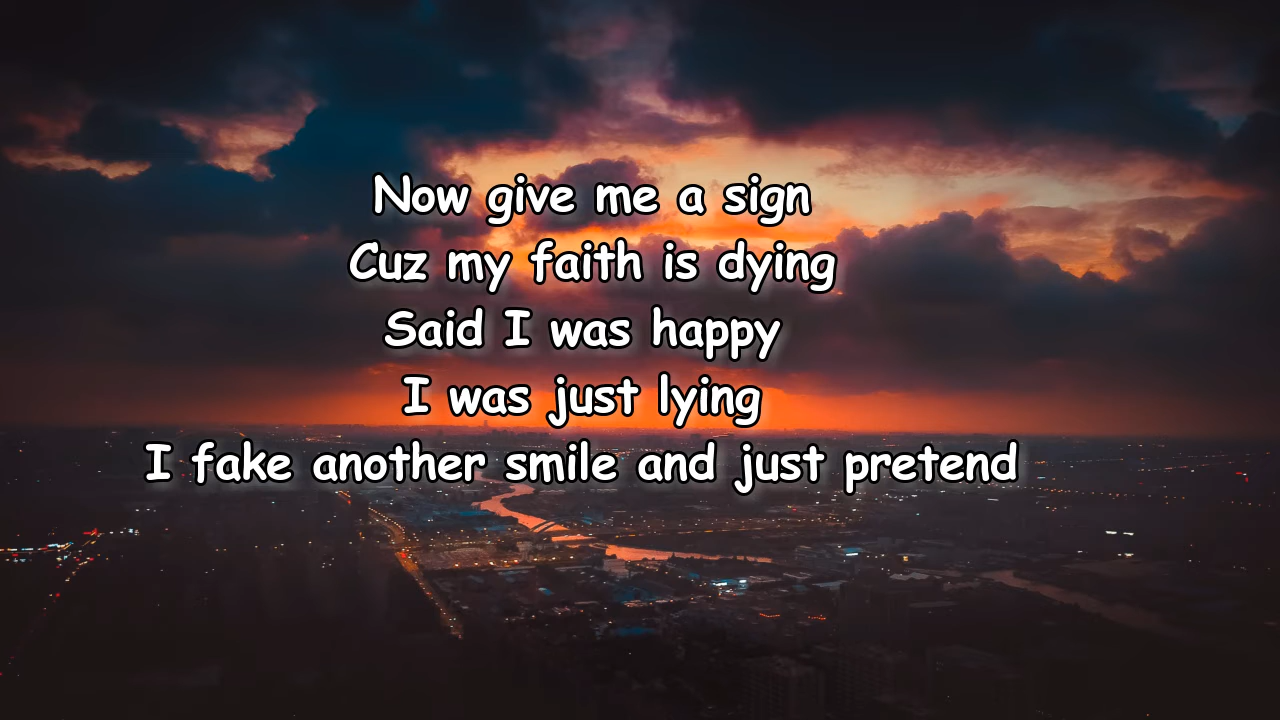 Now give me a sign
Cuz my faith is dying
Said I was happy
I was just lying
I fake another smile and just pretend